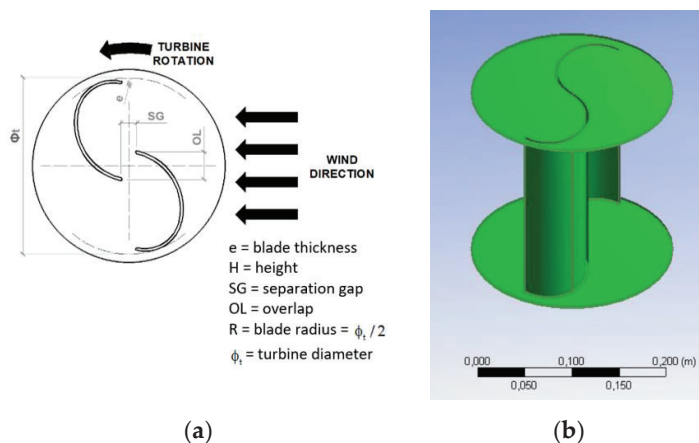 TURBINE
ROTATION
e
SG
OL
Φt
WIND
DIRECTION
e = blade thickness
H = height
SG = separation gap
OL = overlap
R = blade radius = ϕₜ / 2
ϕₜ = turbine diameter
0,000 0,100 0,200 (m)
0,050 0,150
(a) (b)